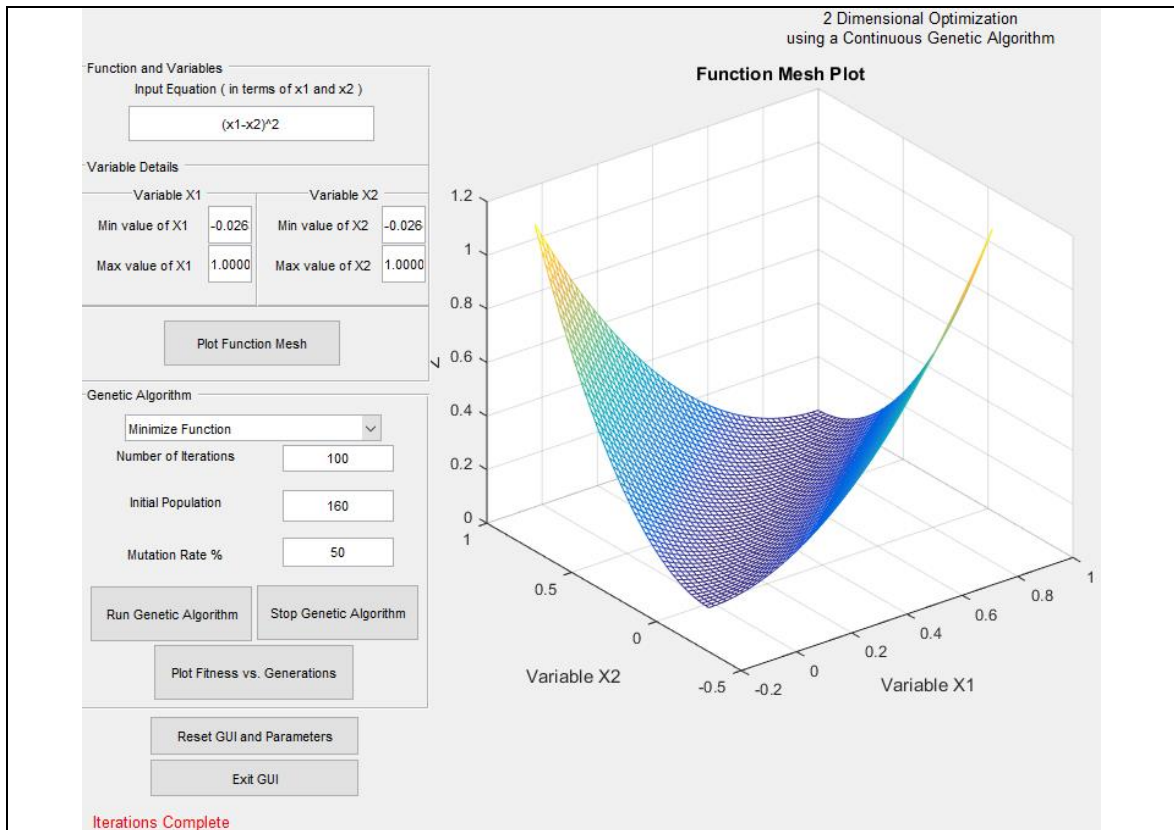 2 Dimensional Optimization
using a Continuous Genetic Algorithm
Function and Variables
Input Equation ( in terms of x1 and x2 )
(x1-x2)^2
Variable Details
Variable X1
Min value of X1 -0.026
Max value of X1 1.0000
Variable X2
Min value of X2 -0.026
Max value of X2 1.0000
Plot Function Mesh
Genetic Algorithm
Minimize Function
Number of Iterations 100
Initial Population 160
Mutation Rate % 50
Run Genetic Algorithm
Stop Genetic Algorithm
Plot Fitness vs. Generations
Reset GUI and Parameters
Exit GUI
Iterations Complete
Function Mesh Plot
1.2
1
0.8
0.6
0.4
0.2
0
Z
1
0.5
0
-0.5
Variable X2
-0.2
0
0.2
0.4
0.6
0.8
1
Variable X1